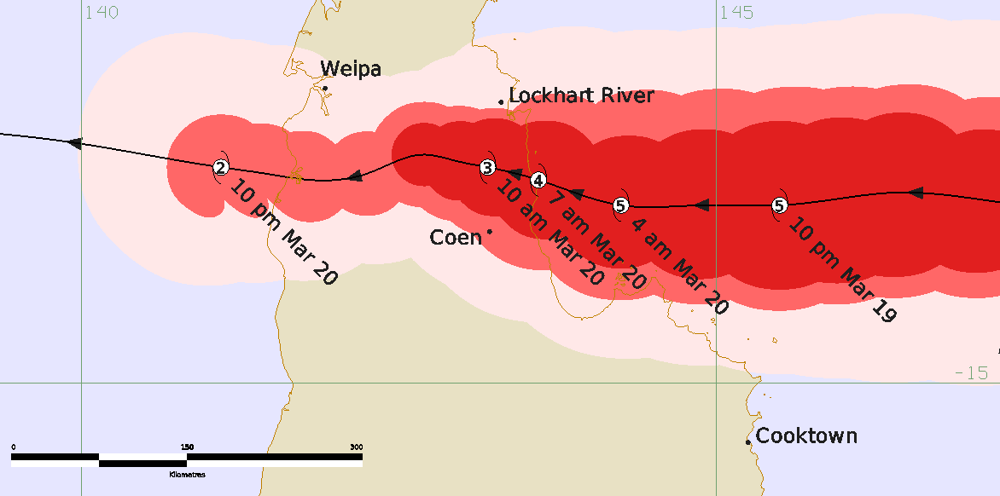 140
145
Weipa
Lockhart River
2
3
4
5
5
10 pm Mar 20
10 am Mar 20
7 am Mar 20
4 am Mar 20
10 pm Mar 19
Coen
-15
Cooktown
0 150 300
Kilometres